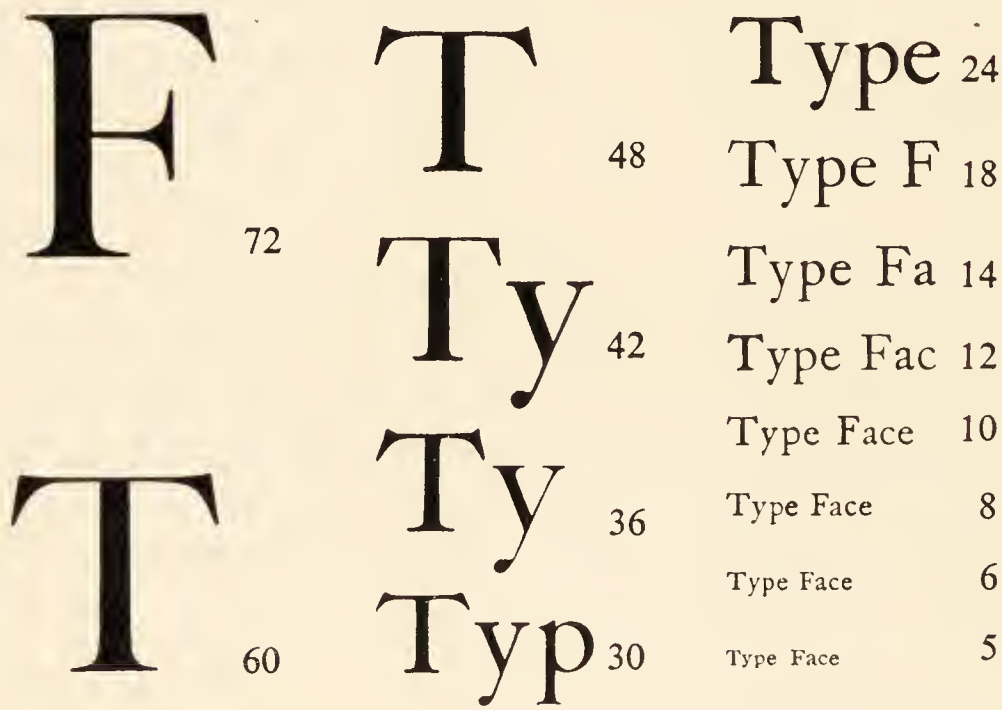 F 72
T 60
T 48
Ty 42
Ty 36
Typ 30
Type 24
Type F 18
Type Fa 14
Type Fac 12
Type Face 10
Type Face 8
Type Face 6
Type Face 5